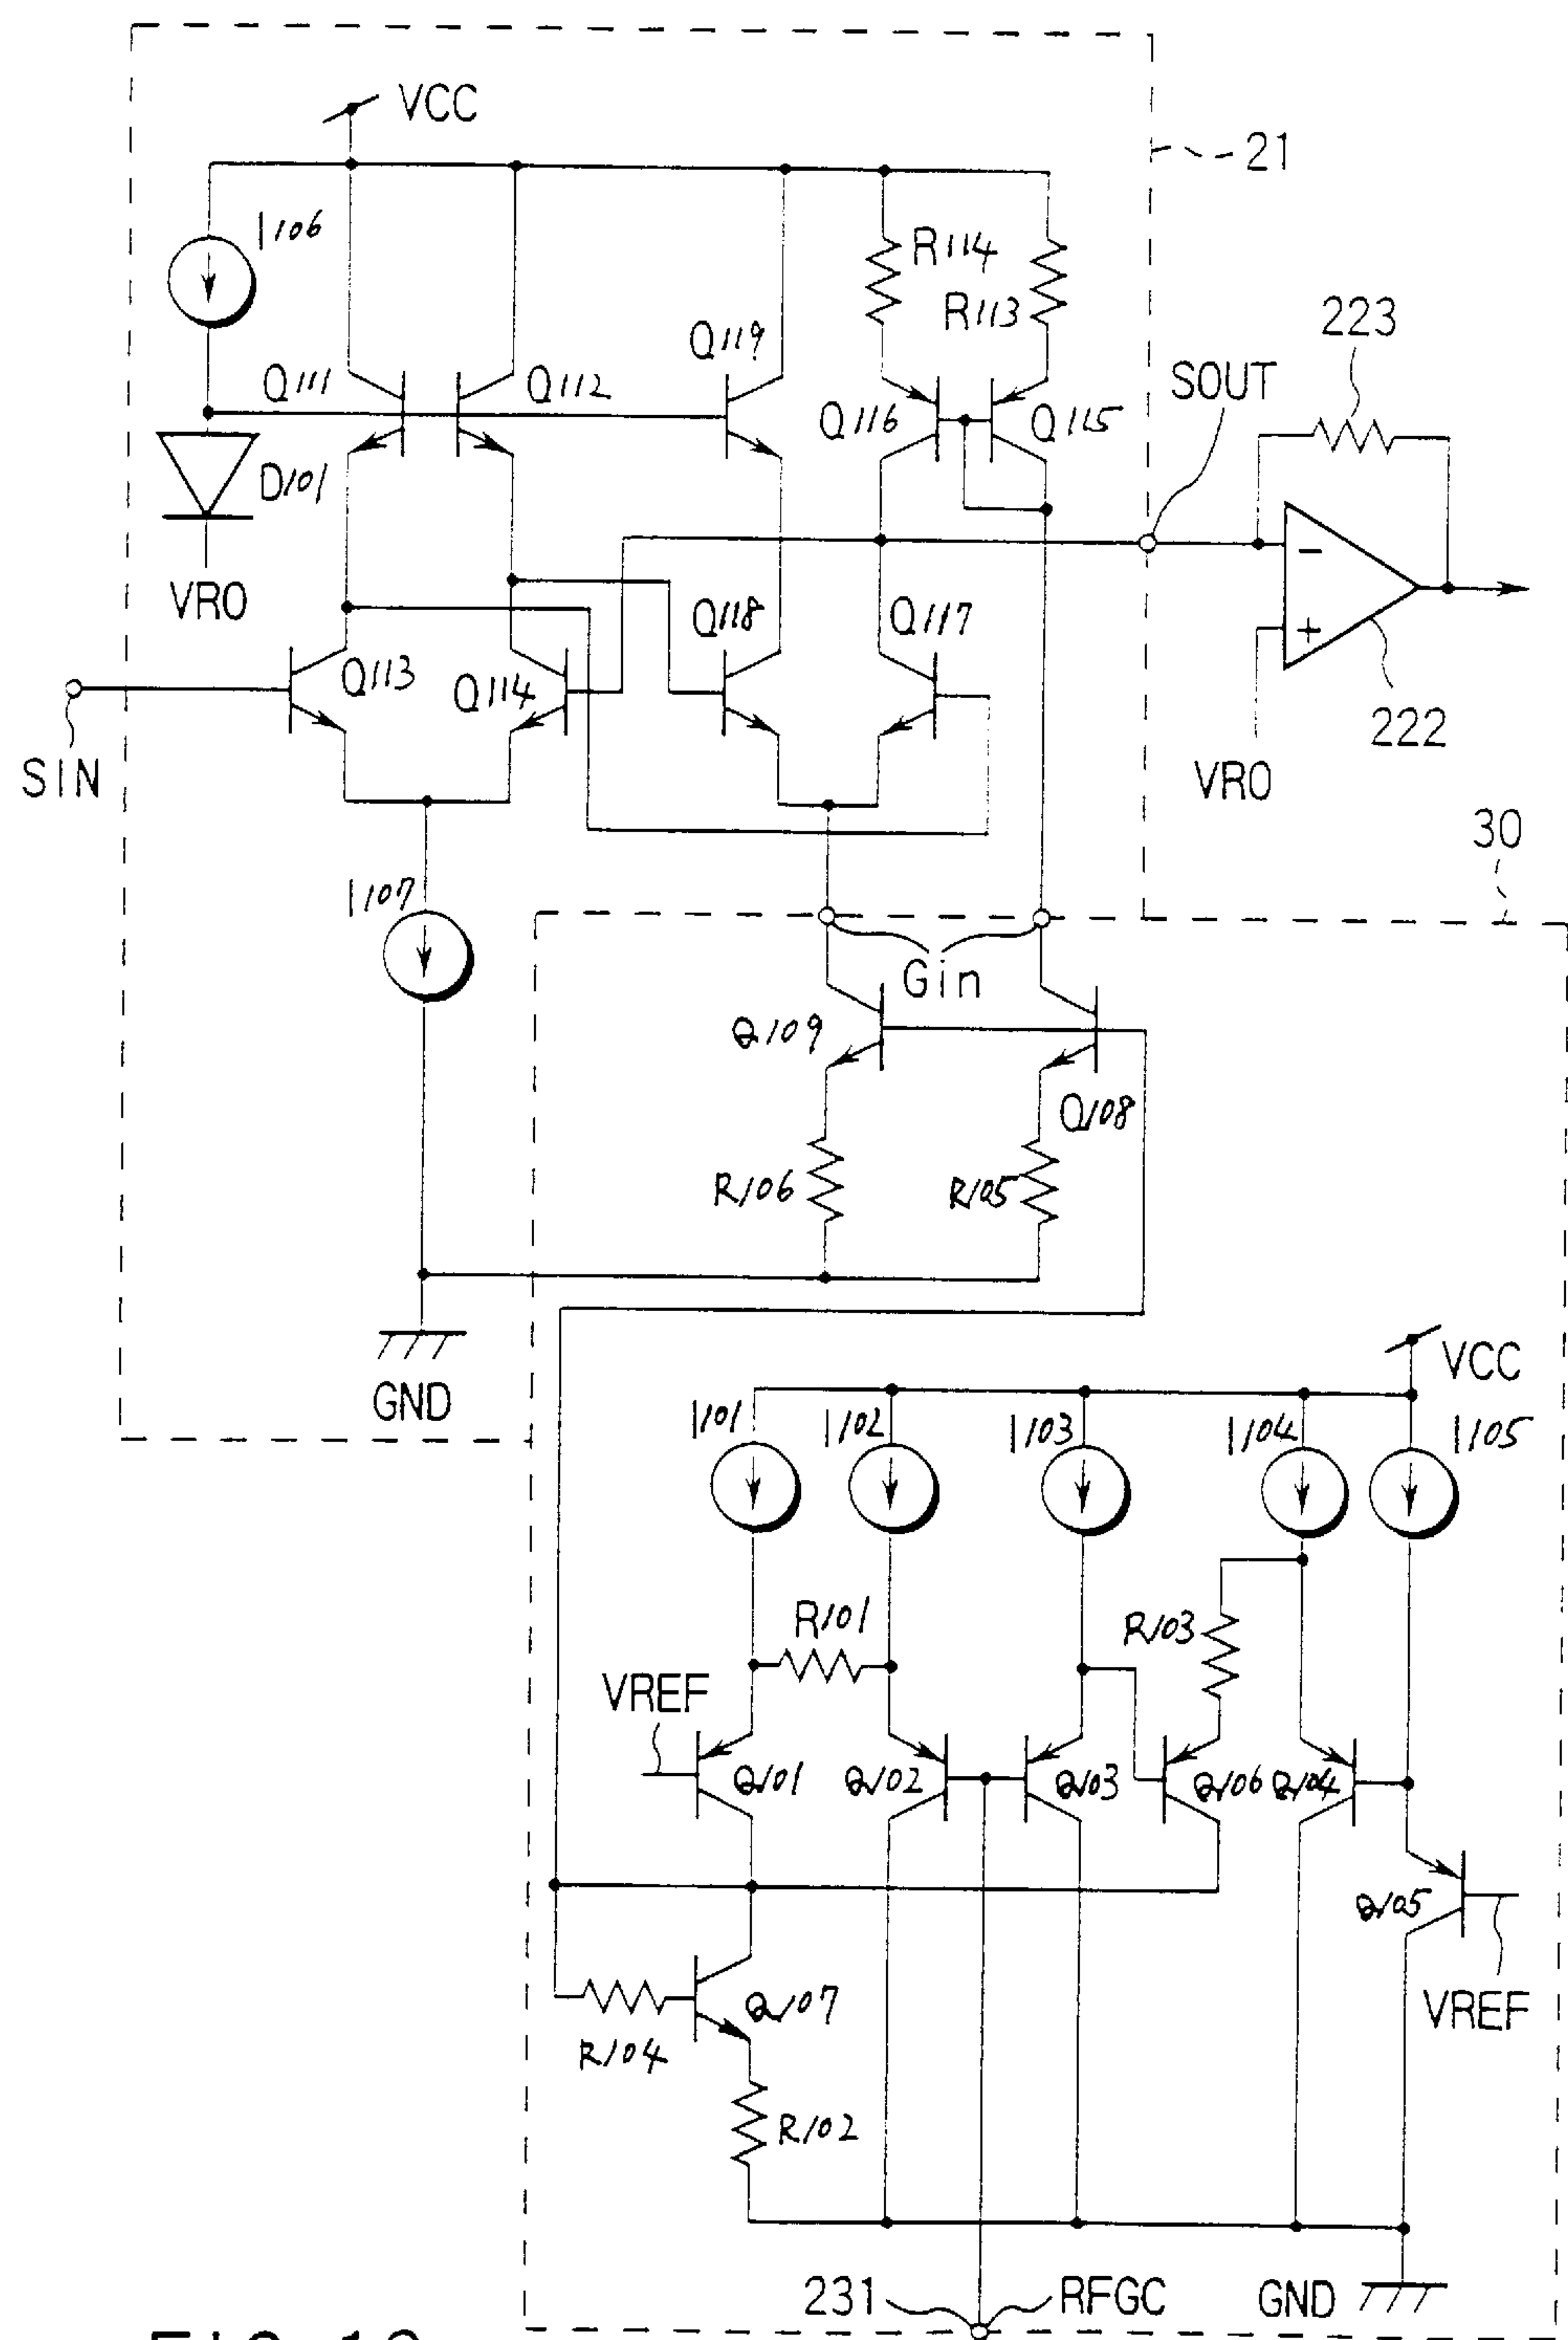 VCC
21
I106
R114
R113
223
Q119
SOUT
Q111
Q112
Q116
Q115
D101
VRO
Q118
Q117
Q113
Q114
222
SIN
VRO
30
I107
Gin
Q109
Q108
R106
R105
VCC
GND
I101
I102
I103
I104
I105
R101
R103
VREF
Q101
Q102
Q103
Q106
Q104
Q105
Q107
VREF
R104
R102
231
RFGC
GND